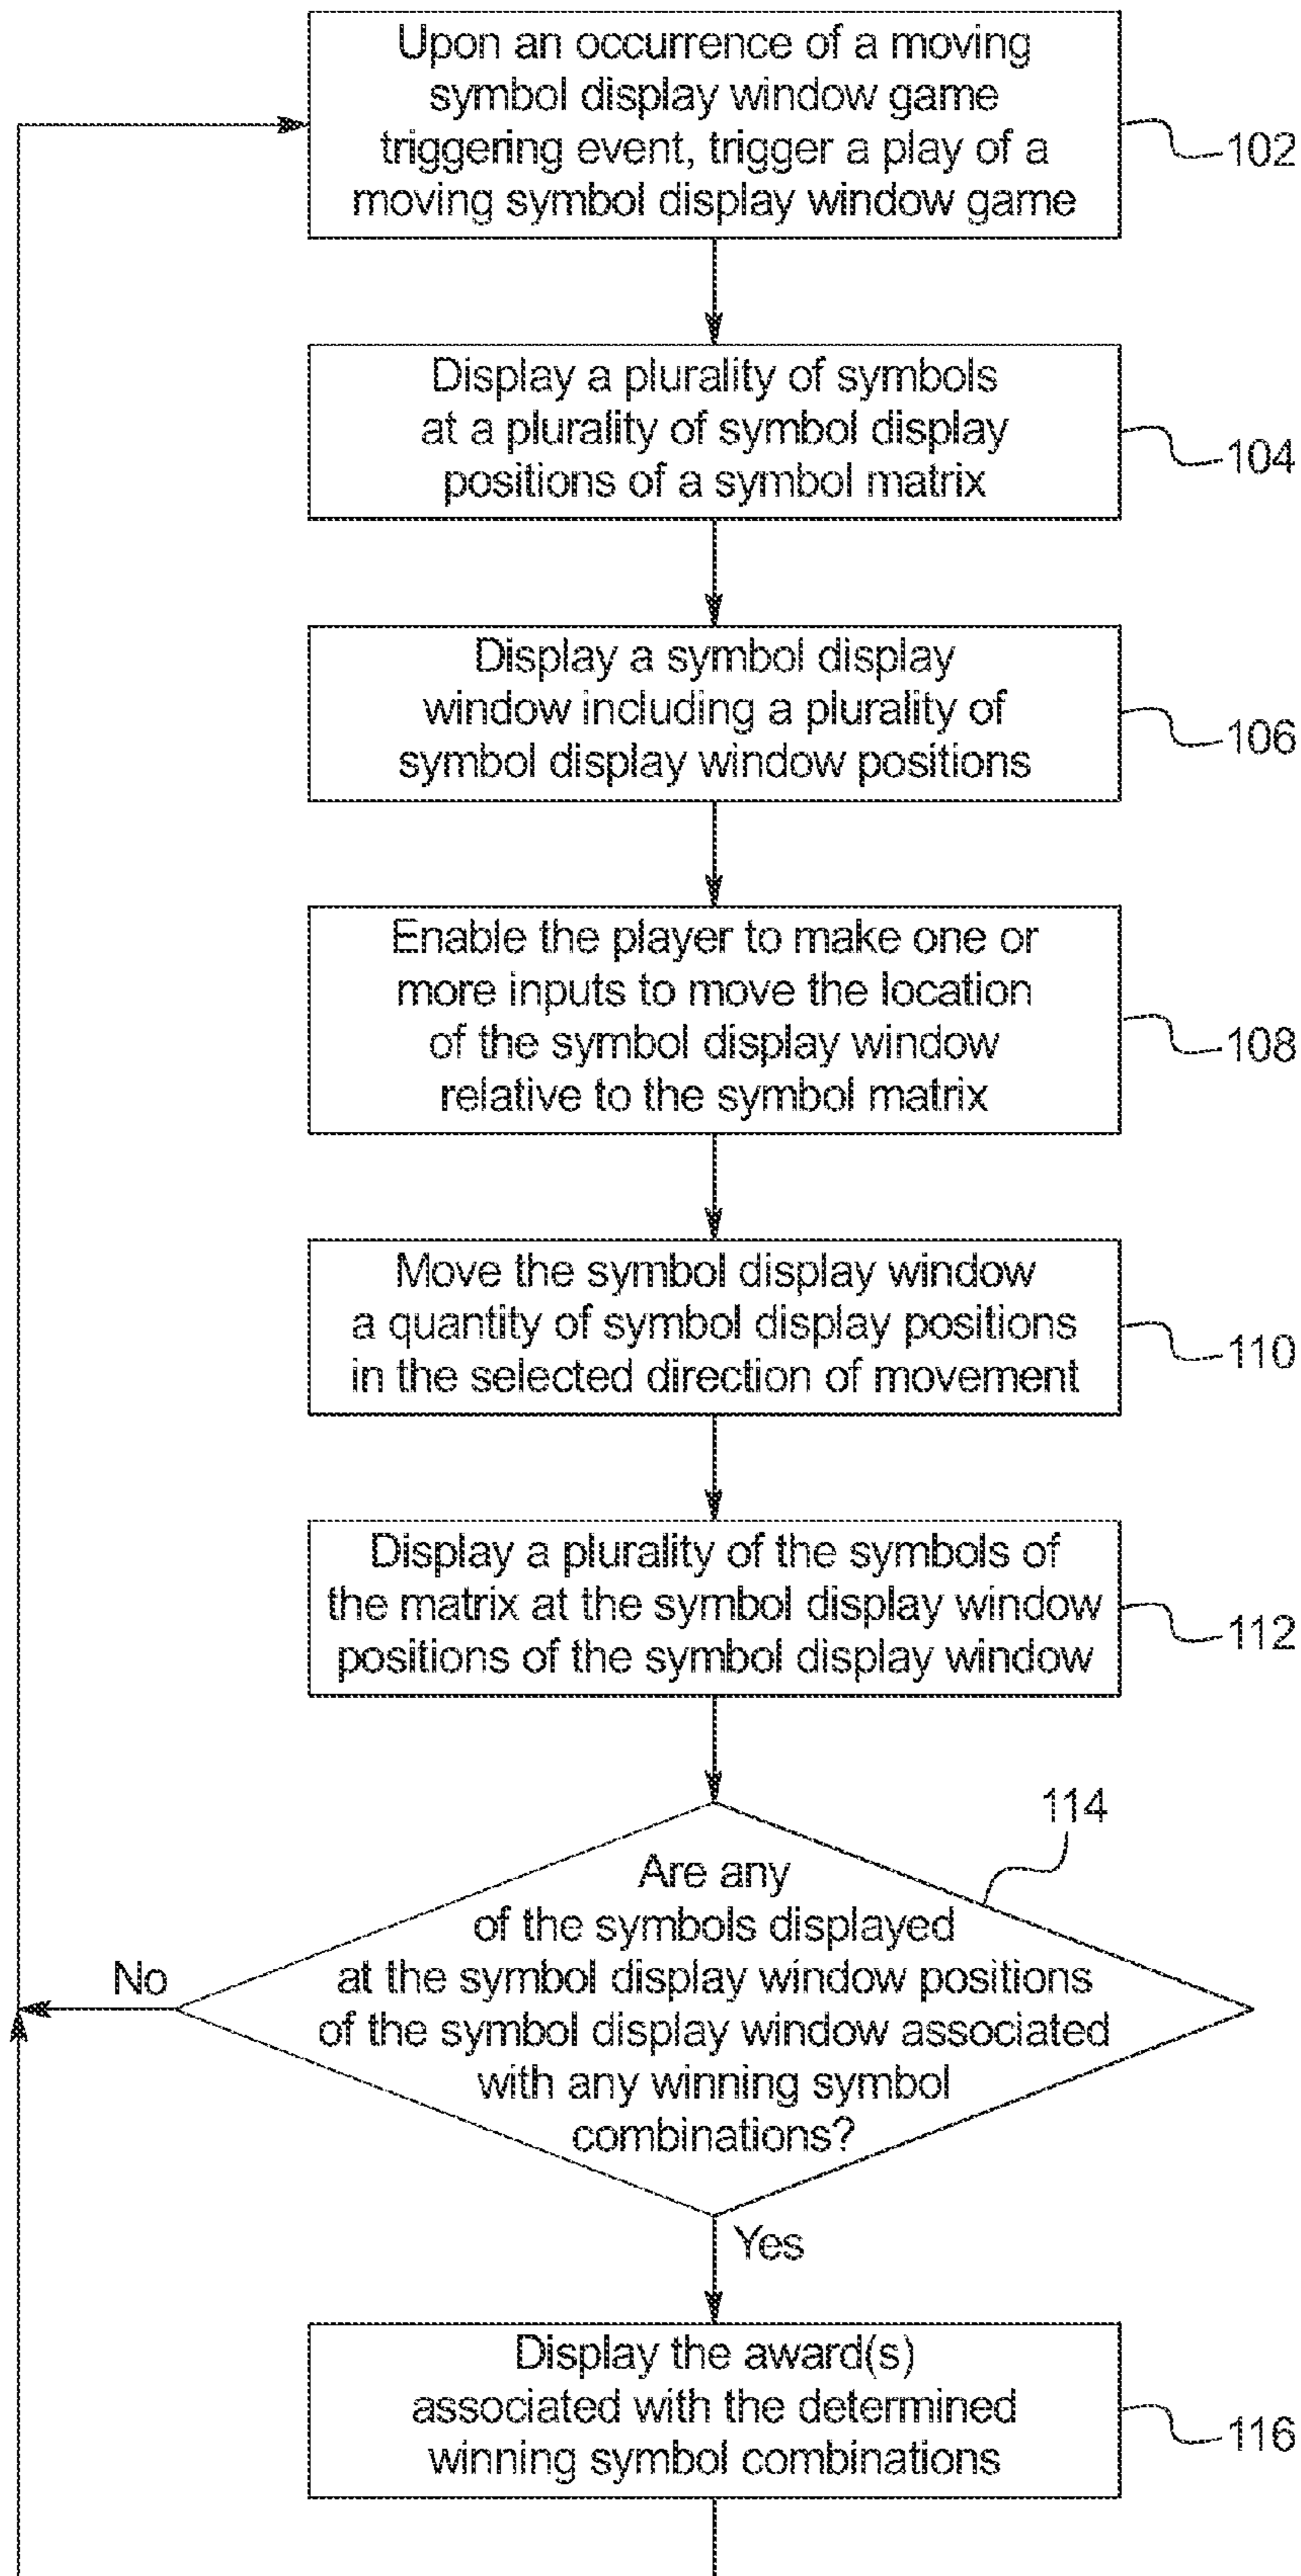 Upon an occurrence of a moving
symbol display window game
triggering event, trigger a play of a
moving symbol display window game
102
Display a plurality of symbols
at a plurality of symbol display
positions of a symbol matrix
104
Display a symbol display
window including a plurality of
symbol display window positions
106
Enable the player to make one or
more inputs to move the location
of the symbol display window
relative to the symbol matrix
108
Move the symbol display window
a quantity of symbol display positions
in the selected direction of movement
110
Display a plurality of the symbols of
the matrix at the symbol display window
positions of the symbol display window
112
114
Are any
of the symbols displayed
at the symbol display window positions
of the symbol display window associated
with any winning symbol
combinations?
No
Yes
Display the award(s)
associated with the determined
winning symbol combinations
116